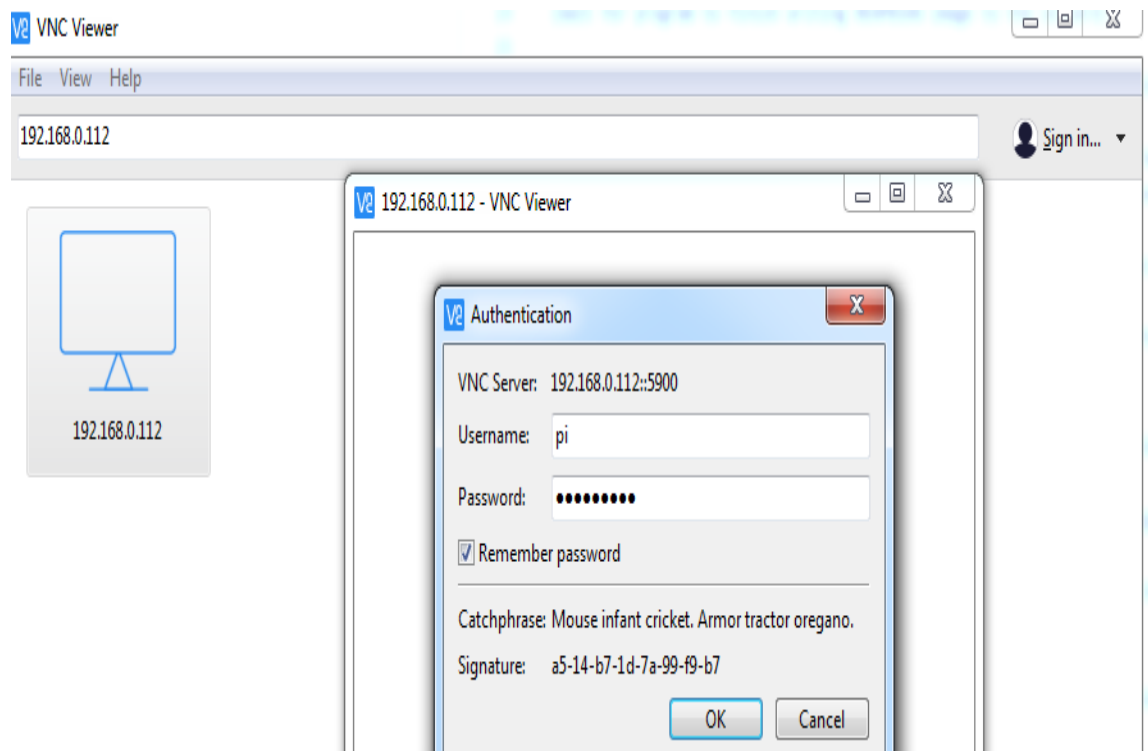 VNC Viewer
File View Help
192.168.0.112
Sign in...
192.168.0.112
192.168.0.112 - VNC Viewer
Authentication
VNC Server: 192.168.0.112::5900
Username: pi
Password: •••••••••
Remember password
Catchphrase: Mouse infant cricket. Armor tractor oregano.
Signature: a5-14-b7-1d-7a-99-f9-b7
OK Cancel